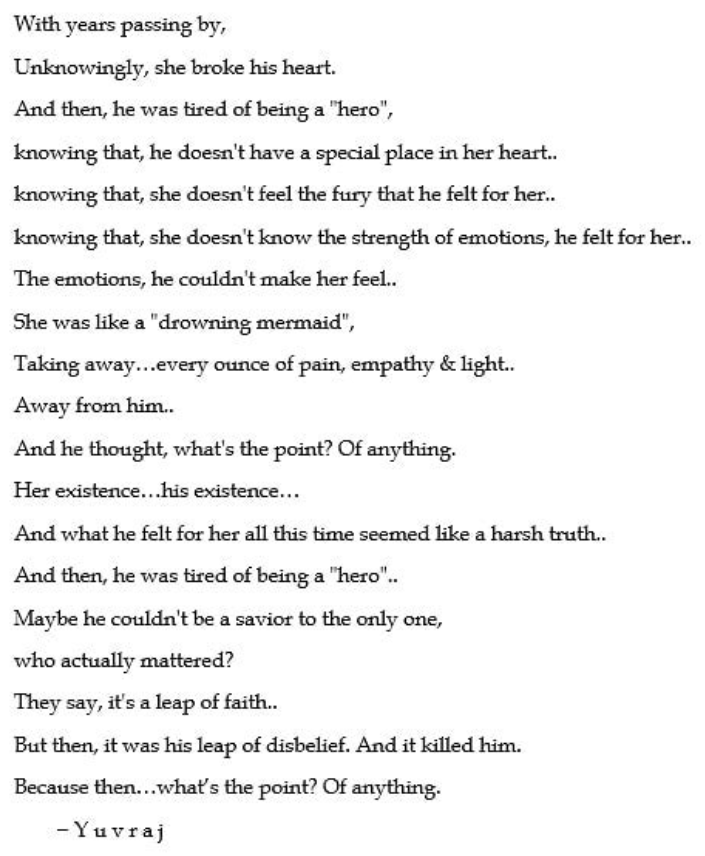 With years passing by,
Unknowingly, she broke his heart.
And then, he was tired of being a "hero",
knowing that, he doesn't have a special place in her heart..
knowing that, she doesn't feel the fury that he felt for her..
knowing that, she doesn't know the strength of emotions, he felt for her..
The emotions, he couldn't make her feel..
She was like a "drowning mermaid",
Taking away…every ounce of pain, empathy & light..
Away from him..
And he thought, what's the point? Of anything.
Her existence…his existence…
And what he felt for her all this time seemed like a harsh truth..
And then, he was tired of being a "hero"..
Maybe he couldn't be a savior to the only one,
who actually mattered?
They say, it's a leap of faith..
But then, it was his leap of disbelief. And it killed him.
Because then…what's the point? Of anything.
– Y u v r a j